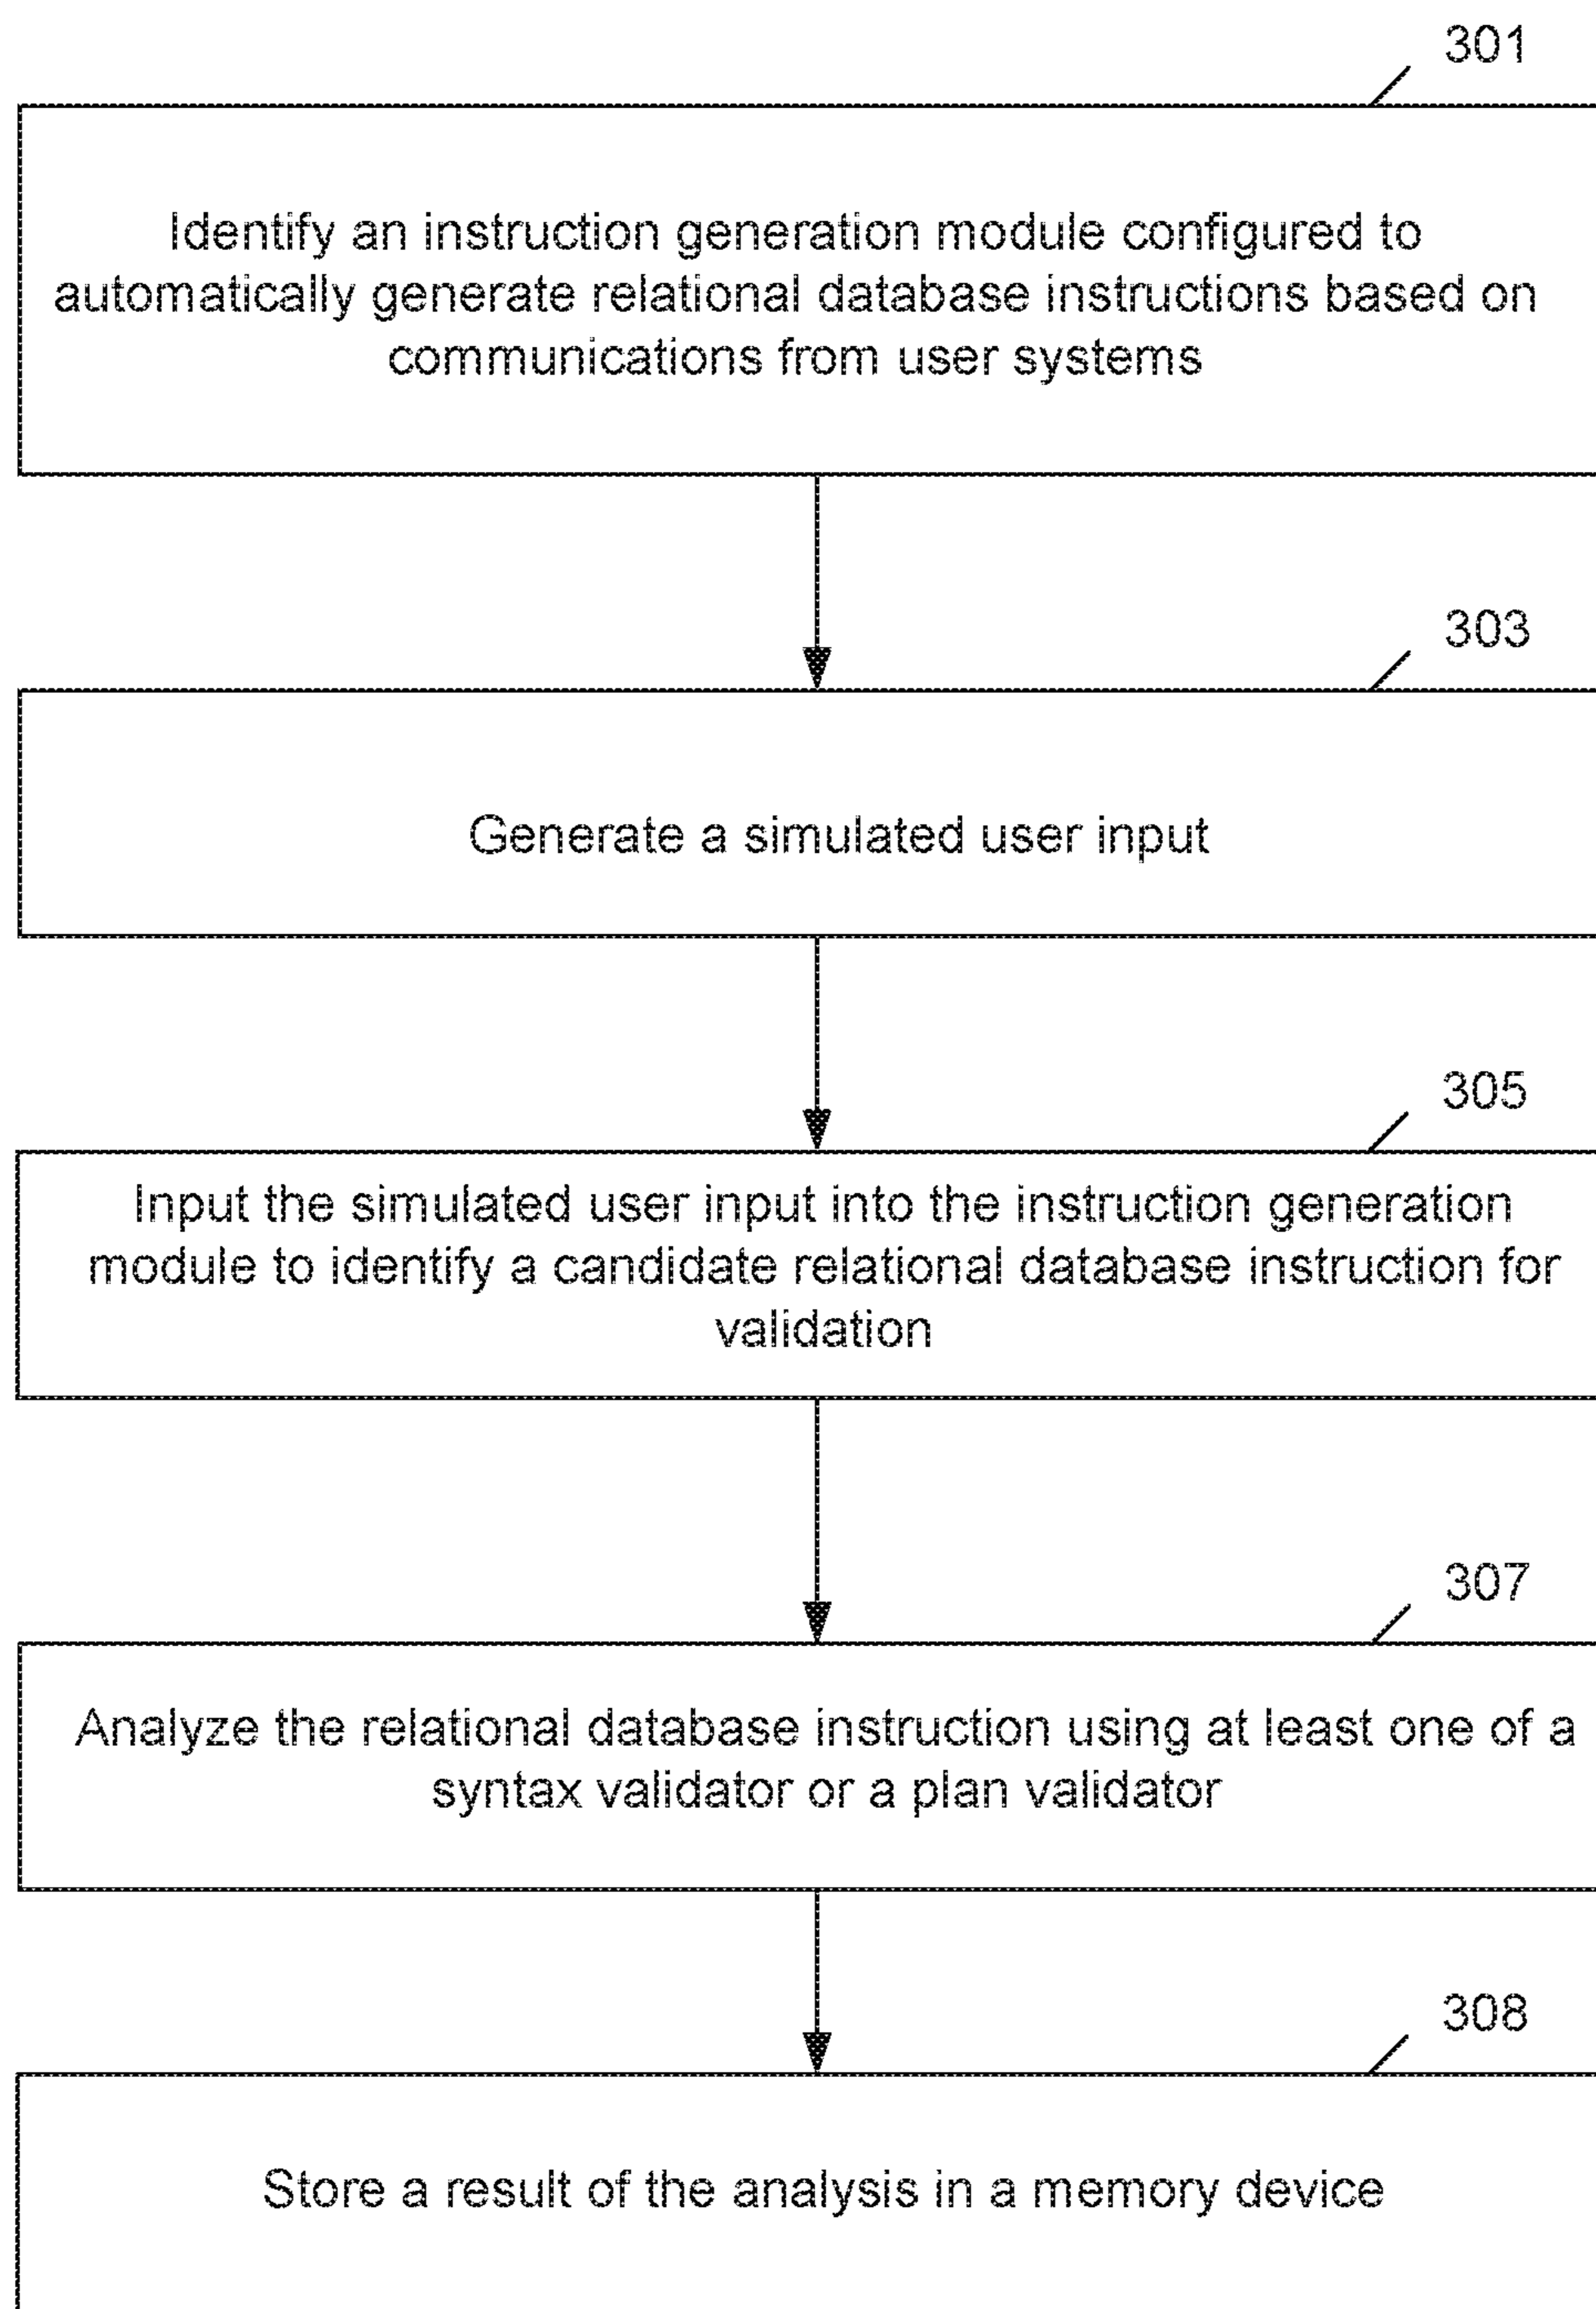 301
Identify an instruction generation module configured to
automatically generate relational database instructions based on
communications from user systems
303
Generate a simulated user input
305
Input the simulated user input into the instruction generation
module to identify a candidate relational database instruction for
validation
307
Analyze the relational database instruction using at least one of a
syntax validator or a plan validator
308
Store a result of the analysis in a memory device